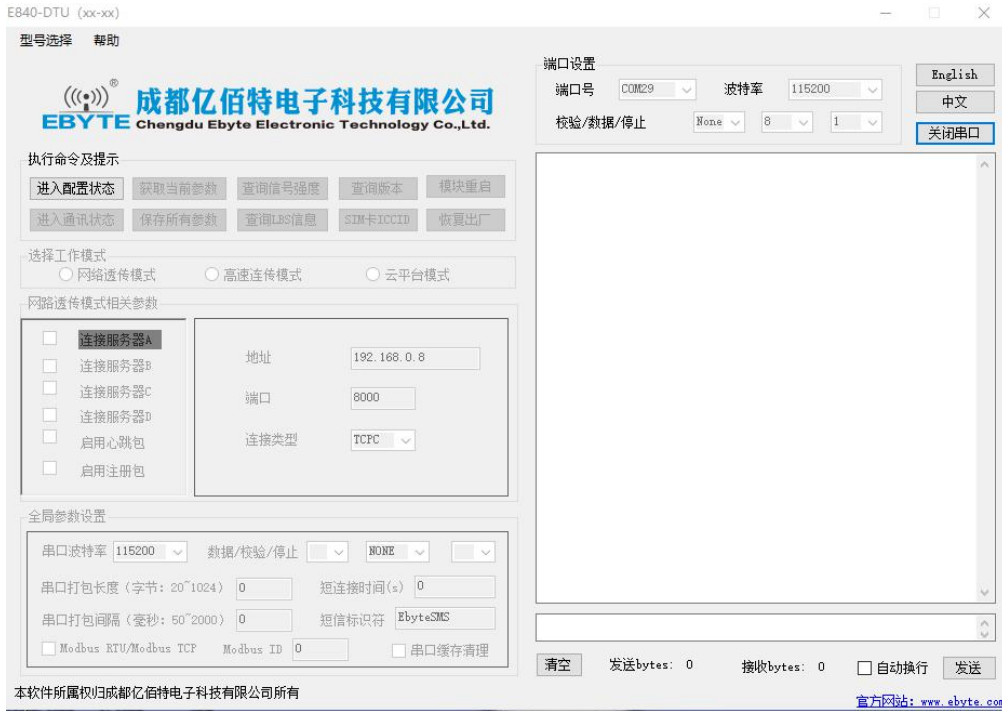 E840-DTU (xx-xx)
型号选择 帮助
EBYTE
®
成都亿佰特电子科技有限公司
Chengdu Ebyte Electronic Technology Co.,Ltd.
端口设置
端口号 COM29 波特率 115200
校验/数据/停止 None 8 1
English
中文
关闭串口
执行命令及提示
进入配置状态 获取当前参数 查询信号强度 查询版本 模块重启
进入通讯状态 保存所有参数 查询LBS信息 SIM卡ICCID 恢复出厂
选择工作模式
网络透传模式 高速连传模式 云平台模式
网路透传模式相关参数
连接服务器A
连接服务器B
连接服务器C
连接服务器D
启用心跳包
启用注册包
地址 192.168.0.8
端口 8000
连接类型 TCPC
全局参数设置
串口波特率 115200 数据/校验/停止 NONE
串口打包长度(字节: 20~1024) 0 短连接时间(s) 0
串口打包间隔(毫秒: 50~2000) 0 短信标识符 EbyteSMS
Modbus RTU/Modbus TCP Modbus ID 0 串口缓存清理
清空 发送bytes: 0 接收bytes: 0 自动换行 发送
本软件所属权归成都亿佰特电子科技有限公司所有
官方网站: www.ebyte.com